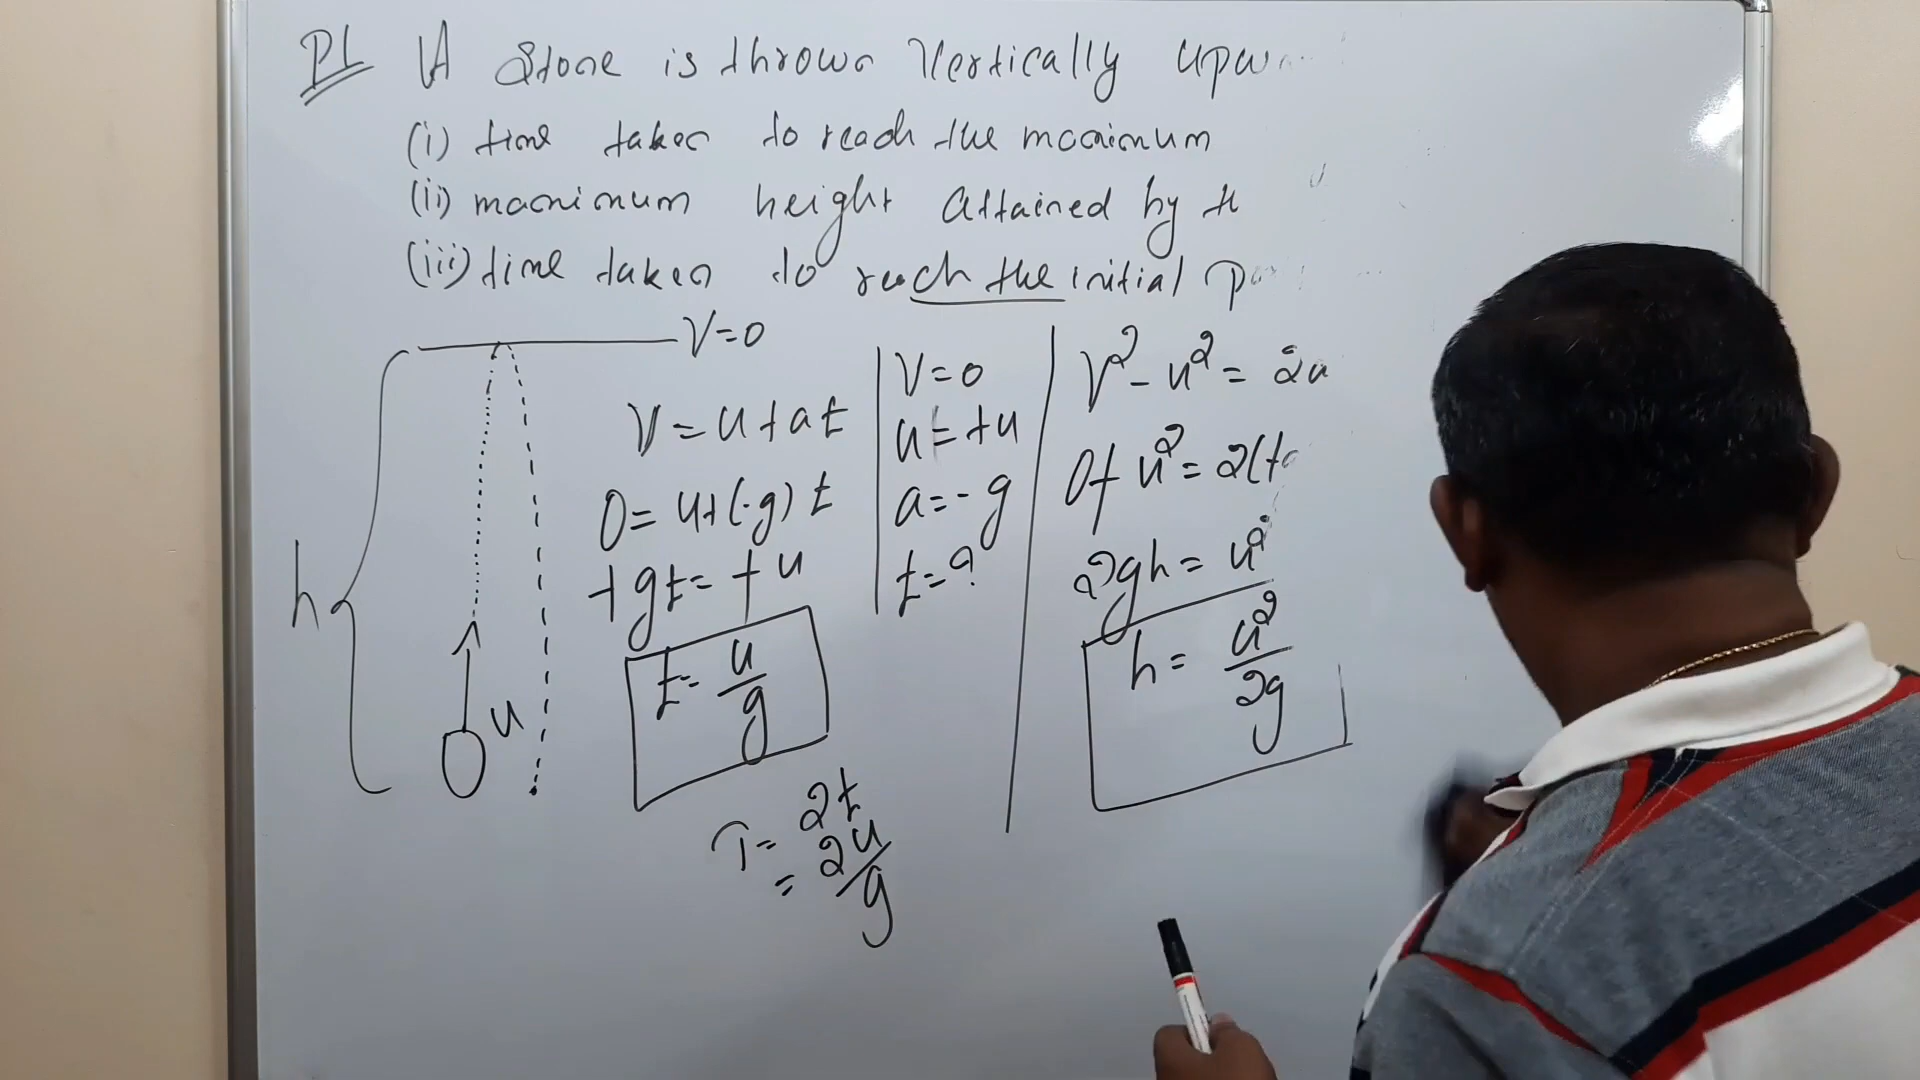 P1 A Stone is thrown Vertically upw
(i) time taken to reach the maximum
(ii) maximum height attained by th
(iii) time taken to reach the initial p
V=0
h
u
V = u + at
0 = u + (-g) t
+gt = +u
t = u/g
T = 2t
= 2u/g
V = 0
u = +u
a = -g
t = ?
V² - u² = 2a
0 + u² = 2(+
2gh = u²
h = u²/2g